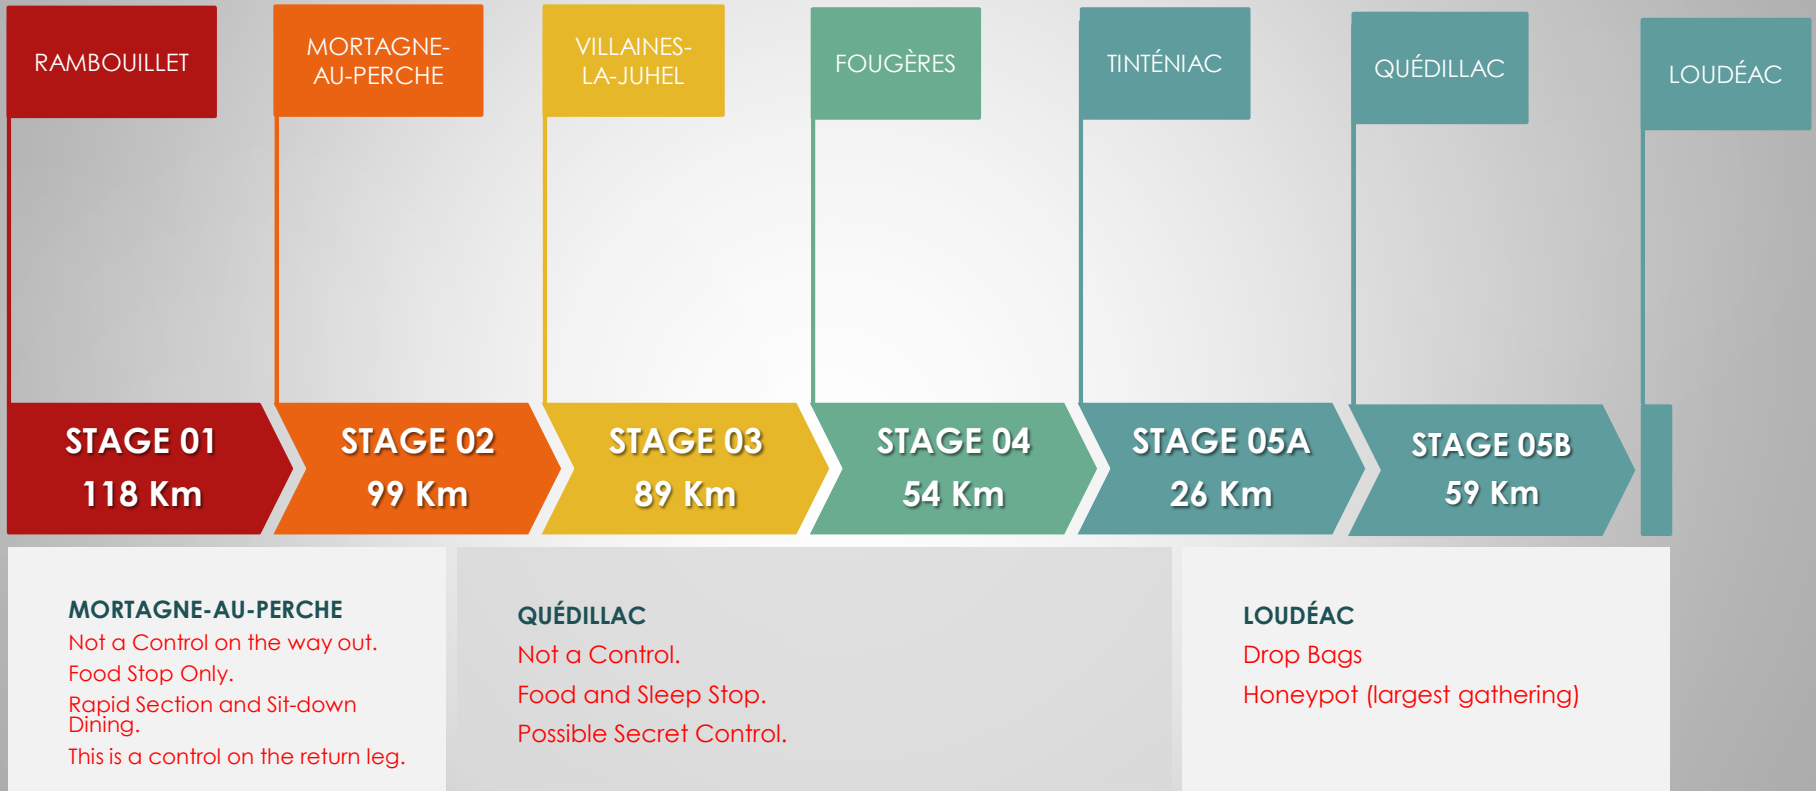 RAMBOUILLET
MORTAGNE-
AU-PERCHE
VILLAINES-
LA-JUHEL
FOUGÈRES
TINTÉNIAC
QUÉDILLAC
LOUDÉAC
STAGE 01
118 Km
STAGE 02
99 Km
STAGE 03
89 Km
STAGE 04
54 Km
STAGE 05A
26 Km
STAGE 05B
59 Km
MORTAGNE-AU-PERCHE
Not a Control on the way out.
Food Stop Only.
Rapid Section and Sit-down
Dining.
This is a control on the return leg.
QUÉDILLAC
Not a Control.
Food and Sleep Stop.
Possible Secret Control.
LOUDÉAC
Drop Bags
Honeypot (largest gathering)